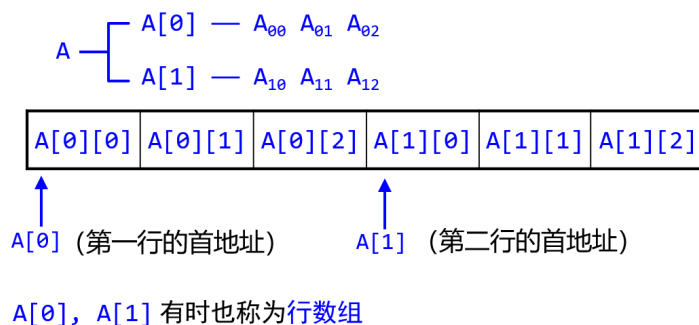 A[0] — A₀₀ A₀₁ A₀₂
A
A[1] — A₁₀ A₁₁ A₁₂
A[0][0] A[0][1] A[0][2] A[1][0] A[1][1] A[1][2]
A[0] (第一行的首地址) A[1] (第二行的首地址)
A[0], A[1] 有时也称为行数组